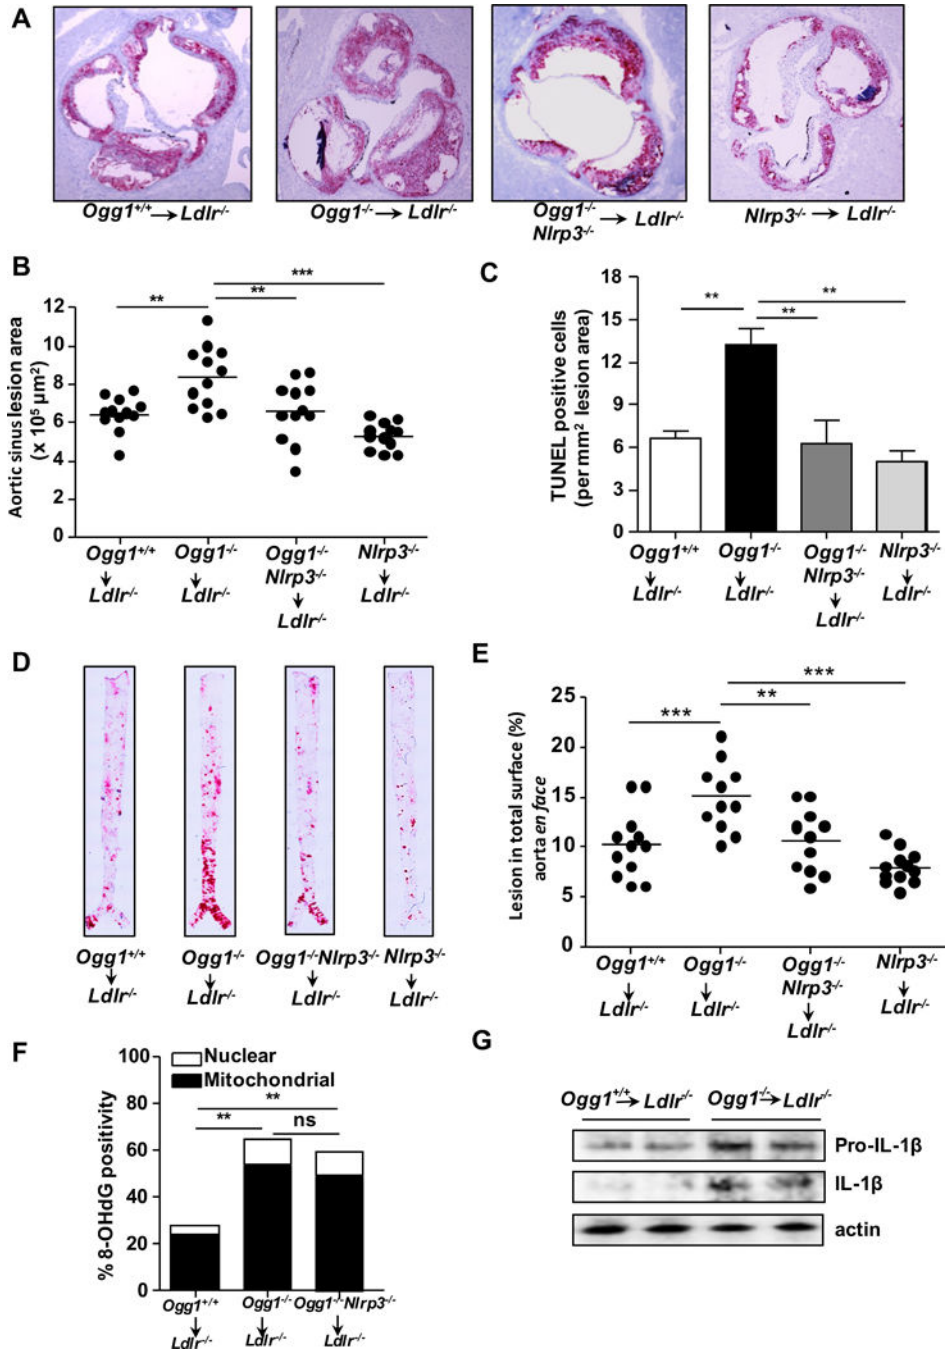 A
Ogg1+/+ → Ldlr-/-
Ogg1-/- → Ldlr-/-
Ogg1-/- Nlrp3-/- → Ldlr-/-
Nlrp3-/- → Ldlr-/-
B
Aortic sinus lesion area
(x 10⁵ µm²)
12
10
8
6
4
2
0
**
**
***
Ogg1+/+ ↓ Ldlr-/-
Ogg1-/- ↓ Ldlr-/-
Ogg1-/- Nlrp3-/- ↓ Ldlr-/-
Nlrp3-/- ↓ Ldlr-/-
C
TUNEL positive cells
(per mm² lesion area)
18
15
12
9
6
3
0
**
**
**
Ogg1+/+ ↓ Ldlr-/-
Ogg1-/- ↓ Ldlr-/-
Ogg1-/- Nlrp3-/- ↓ Ldlr-/-
Nlrp3-/- ↓ Ldlr-/-
D
Ogg1+/+ ↓ Ldlr-/-
Ogg1-/- ↓ Ldlr-/-
Ogg1-/-Nlrp3-/- ↓ Ldlr-/-
Nlrp3-/- ↓ Ldlr-/-
E
Lesion in total surface (%)
aorta en face
25
20
15
10
5
0
***
**
***
Ogg1+/+ ↓ Ldlr-/-
Ogg1-/- ↓ Ldlr-/-
Ogg1-/- Nlrp3-/- ↓ Ldlr-/-
Nlrp3-/- ↓ Ldlr-/-
F
% 8-OHdG positivity
100
80
60
40
20
0
Nuclear
Mitochondrial
**
**
ns
Ogg1+/+ ↓ Ldlr-/-
Ogg1-/- ↓ Ldlr-/-
Ogg1-/-Nlrp3-/- ↓ Ldlr-/-
G
Ogg1+/+ → Ldlr-/- Ogg1-/- → Ldlr-/-
Pro-IL-1β
IL-1β
actin